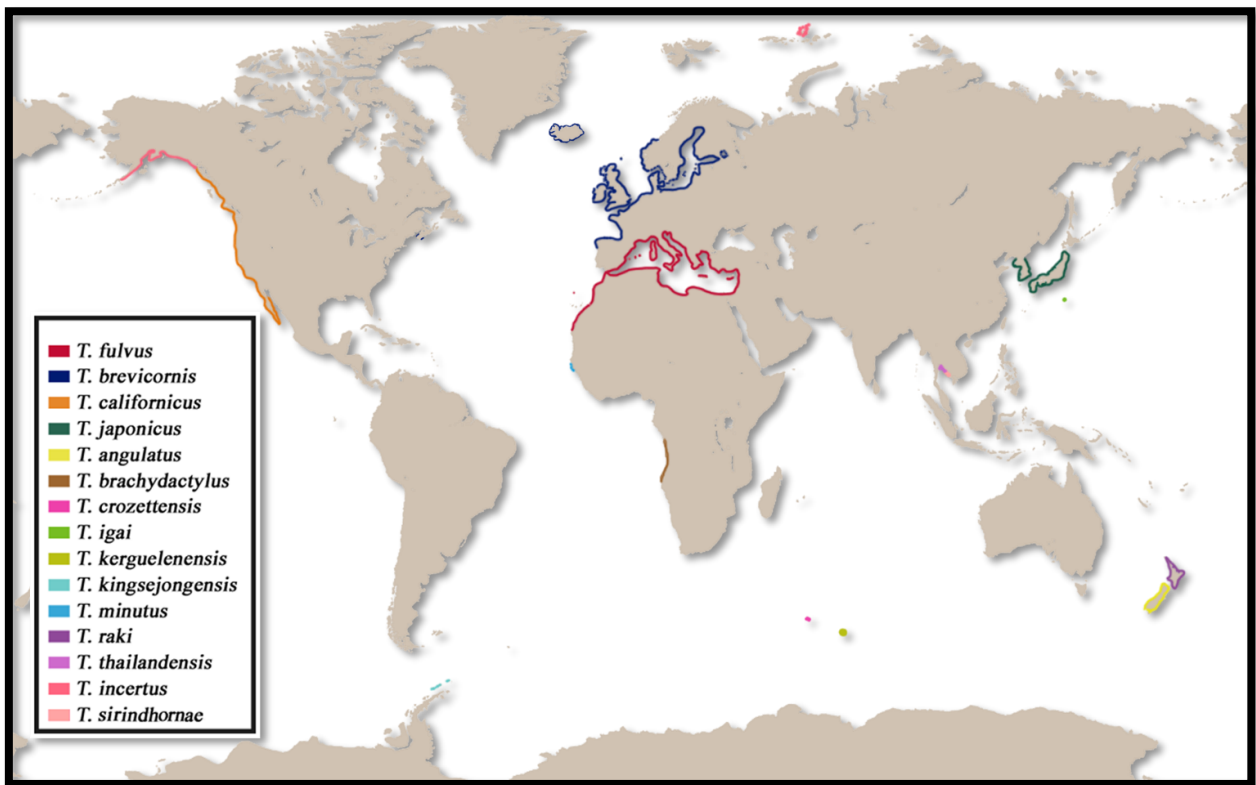 T. fulvus
T. brevicornis
T. californicus
T. japonicus
T. angulatus
T. brachydactylus
T. crozettensis
T. igai
T. kerguelenensis
T. kingsejongensis
T. minutus
T. raki
T. thailandensis
T. incertus
T. sirindhornae